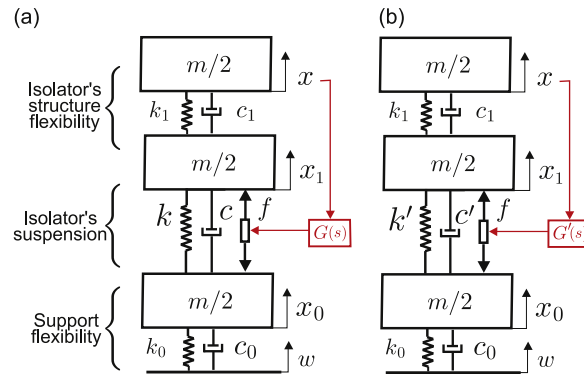 (a)
(b)
Isolator's
structure
flexibility
m/2
x
k₁
c₁
m/2
x₁
Isolator's
suspension
k
c
f
G(s)
m/2
x₀
Support
flexibility
k₀
c₀
w
m/2
x
k₁
c₁
m/2
x₁
k′
c′
f
G′(s)
m/2
x₀
k₀
c₀
w